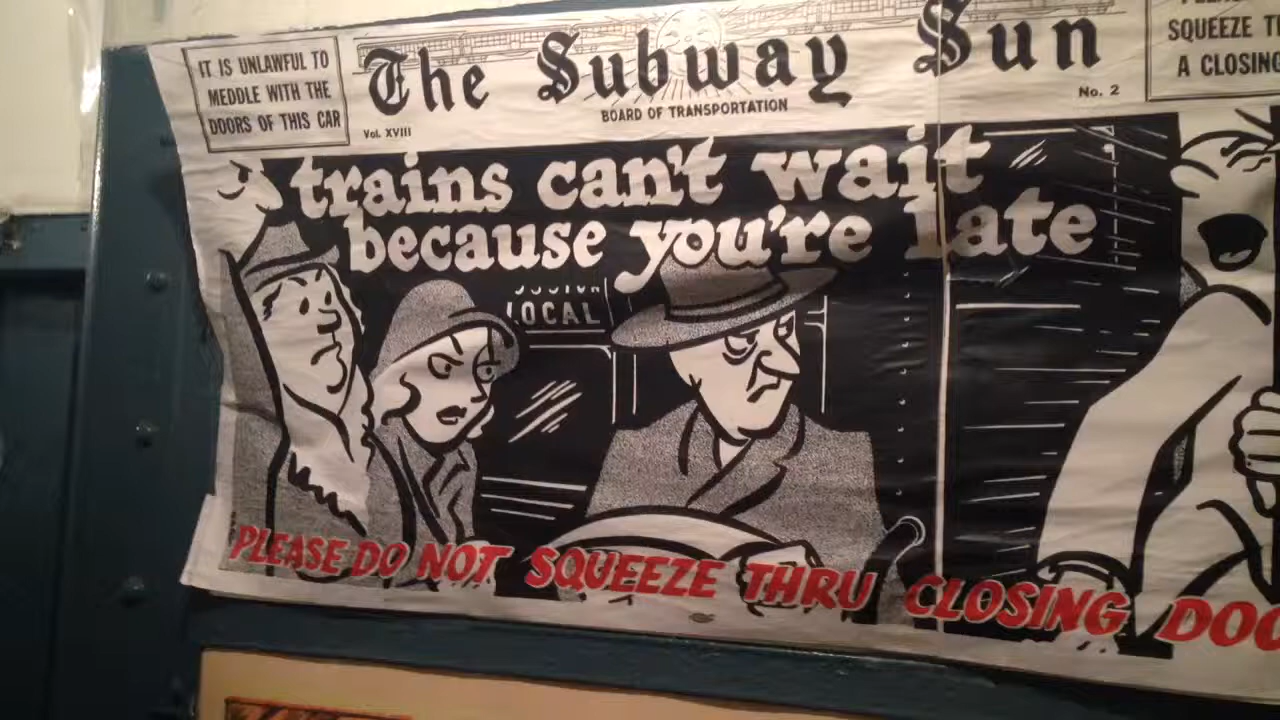 IT IS UNLAWFUL TO
MEDDLE WITH THE
DOORS OF THIS CAR
The Subway Sun
BOARD OF TRANSPORTATION
Vol. XVIII
No. 2
SQUEEZE
A CLOSING
trains can't wait
because you're late
LOCAL
PLEASE DO NOT SQUEEZE THRU CLOSING